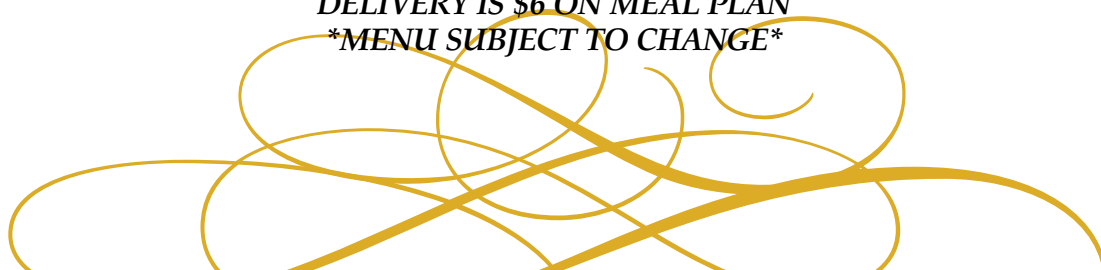 DELIVERY IS $6 ON MEAL PLAN
*MENU SUBJECT TO CHANGE*